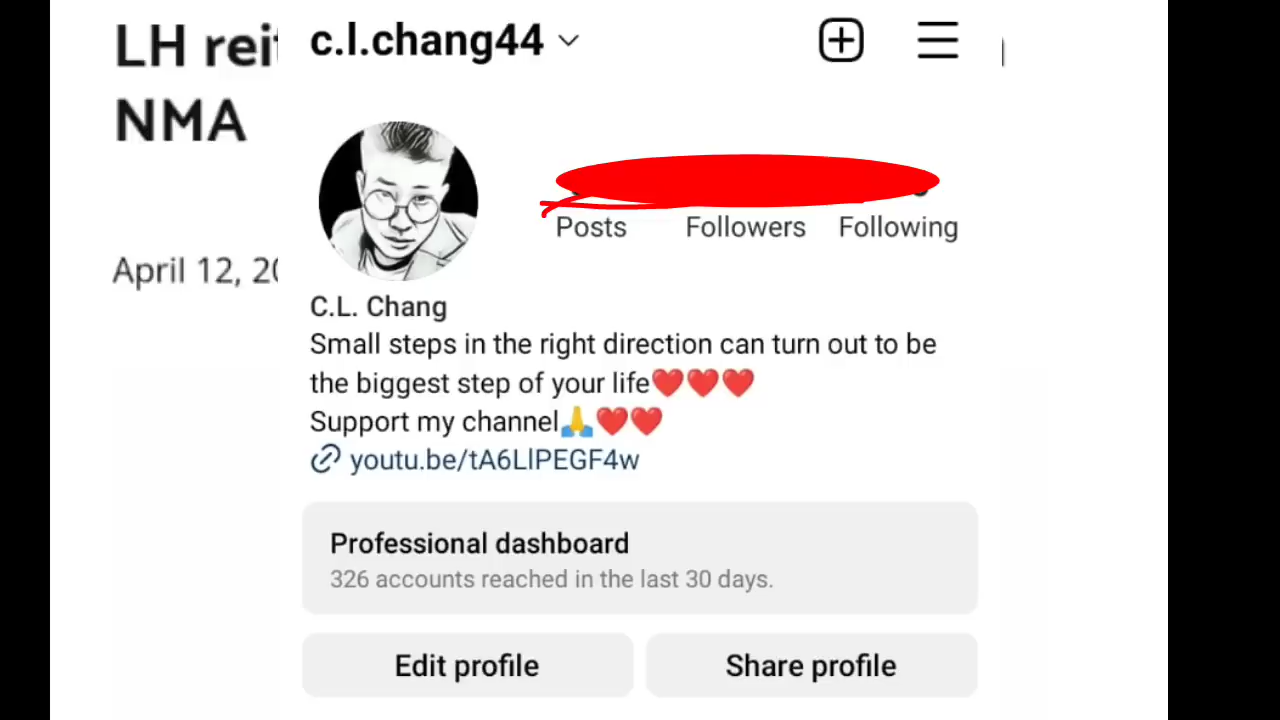 LH
NMA
April 12,
c.l.chang44
Posts Followers Following
C.L. Chang
Small steps in the right direction can turn out to be
the biggest step of your life❤️❤️❤️
Support my channel🙏❤️❤️
youtu.be/tA6LlPEGF4w
Professional dashboard
326 accounts reached in the last 30 days.
Edit profile Share profile